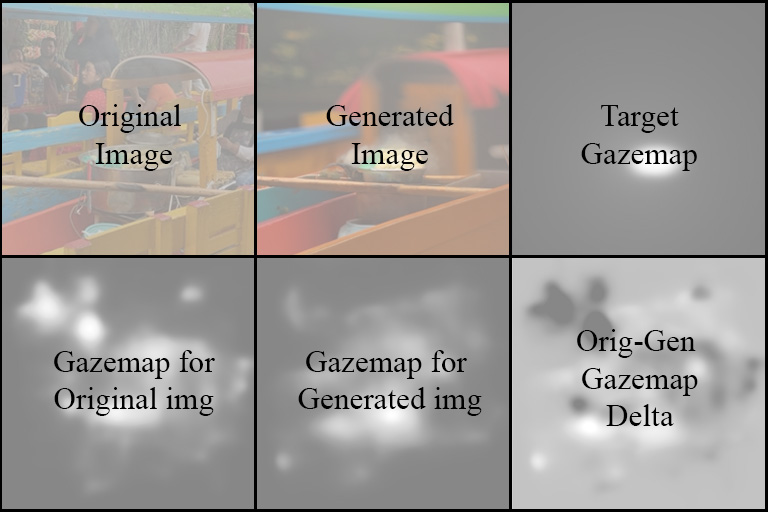 Original
Image
Generated
Image
Target
Gazemap
Gazemap for
Original img
Gazemap for
Generated img
Orig-Gen
Gazemap
Delta